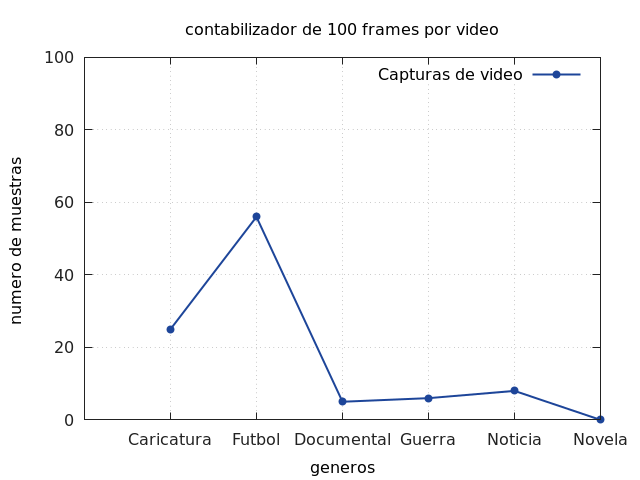 contabilizador de 100 frames por video
Capturas de video
100
80
60
40
20
0
numero de muestras
Caricatura Futbol Documental Guerra Noticia Novela
generos